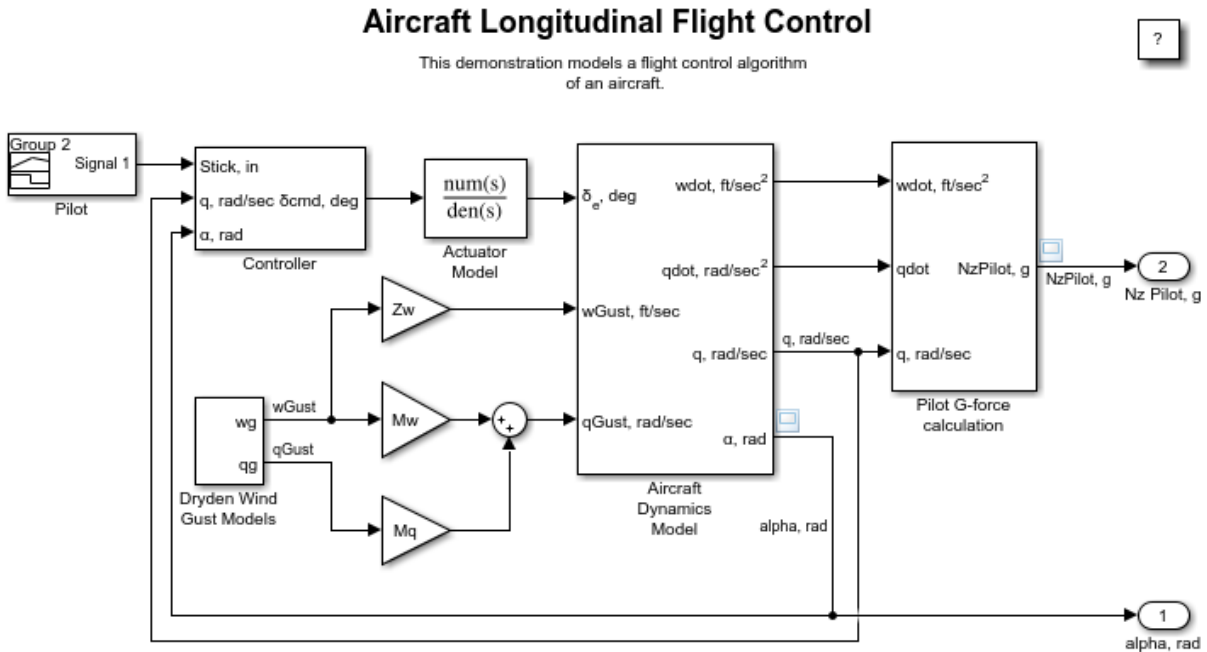 Aircraft Longitudinal Flight Control
?
This demonstration models a flight control algorithm
of an aircraft.
Group 2
Signal 1
Pilot
Stick, in
q, rad/sec δcmd, deg
α, rad
Controller
num(s)
den(s)
Actuator
Model
Zw
Mw
Mq
wg
qg
wGust
qGust
Dryden Wind
Gust Models
+
+
δe, deg
wGust, ft/sec
qGust, rad/sec
wdot, ft/sec²
qdot, rad/sec²
q, rad/sec
α, rad
Aircraft
Dynamics
Model
q, rad/sec
alpha, rad
wdot, ft/sec²
qdot
NzPilot, g
q, rad/sec
Pilot G-force
calculation
NzPilot, g
2
Nz Pilot, g
1
alpha, rad